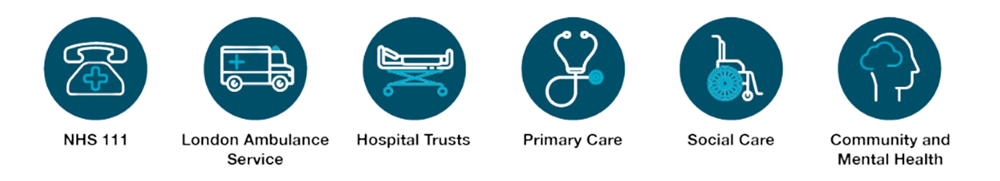 NHS 111
London Ambulance
Service
Hospital Trusts
Primary Care
Social Care
Community and
Mental Health